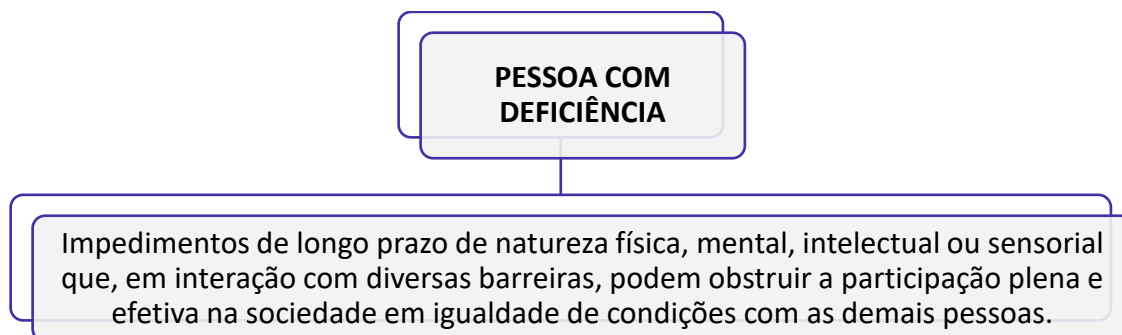 PESSOA COM
DEFICIÊNCIA
Impedimentos de longo prazo de natureza física, mental, intelectual ou sensorial
que, em interação com diversas barreiras, podem obstruir a participação plena e
efetiva na sociedade em igualdade de condições com as demais pessoas.